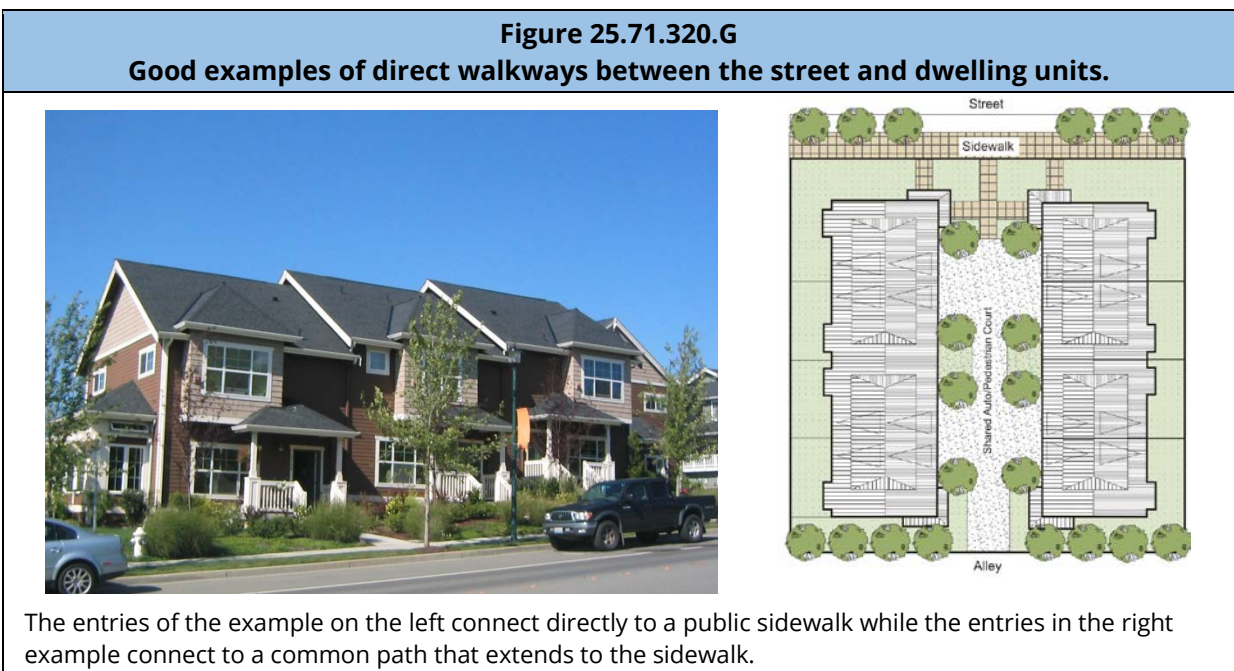 Figure 25.71.320.G
Good examples of direct walkways between the street and dwelling units.
Street
Sidewalk
Shared Auto/Pedestrian Court
Alley
The entries of the example on the left connect directly to a public sidewalk while the entries in the right
example connect to a common path that extends to the sidewalk.